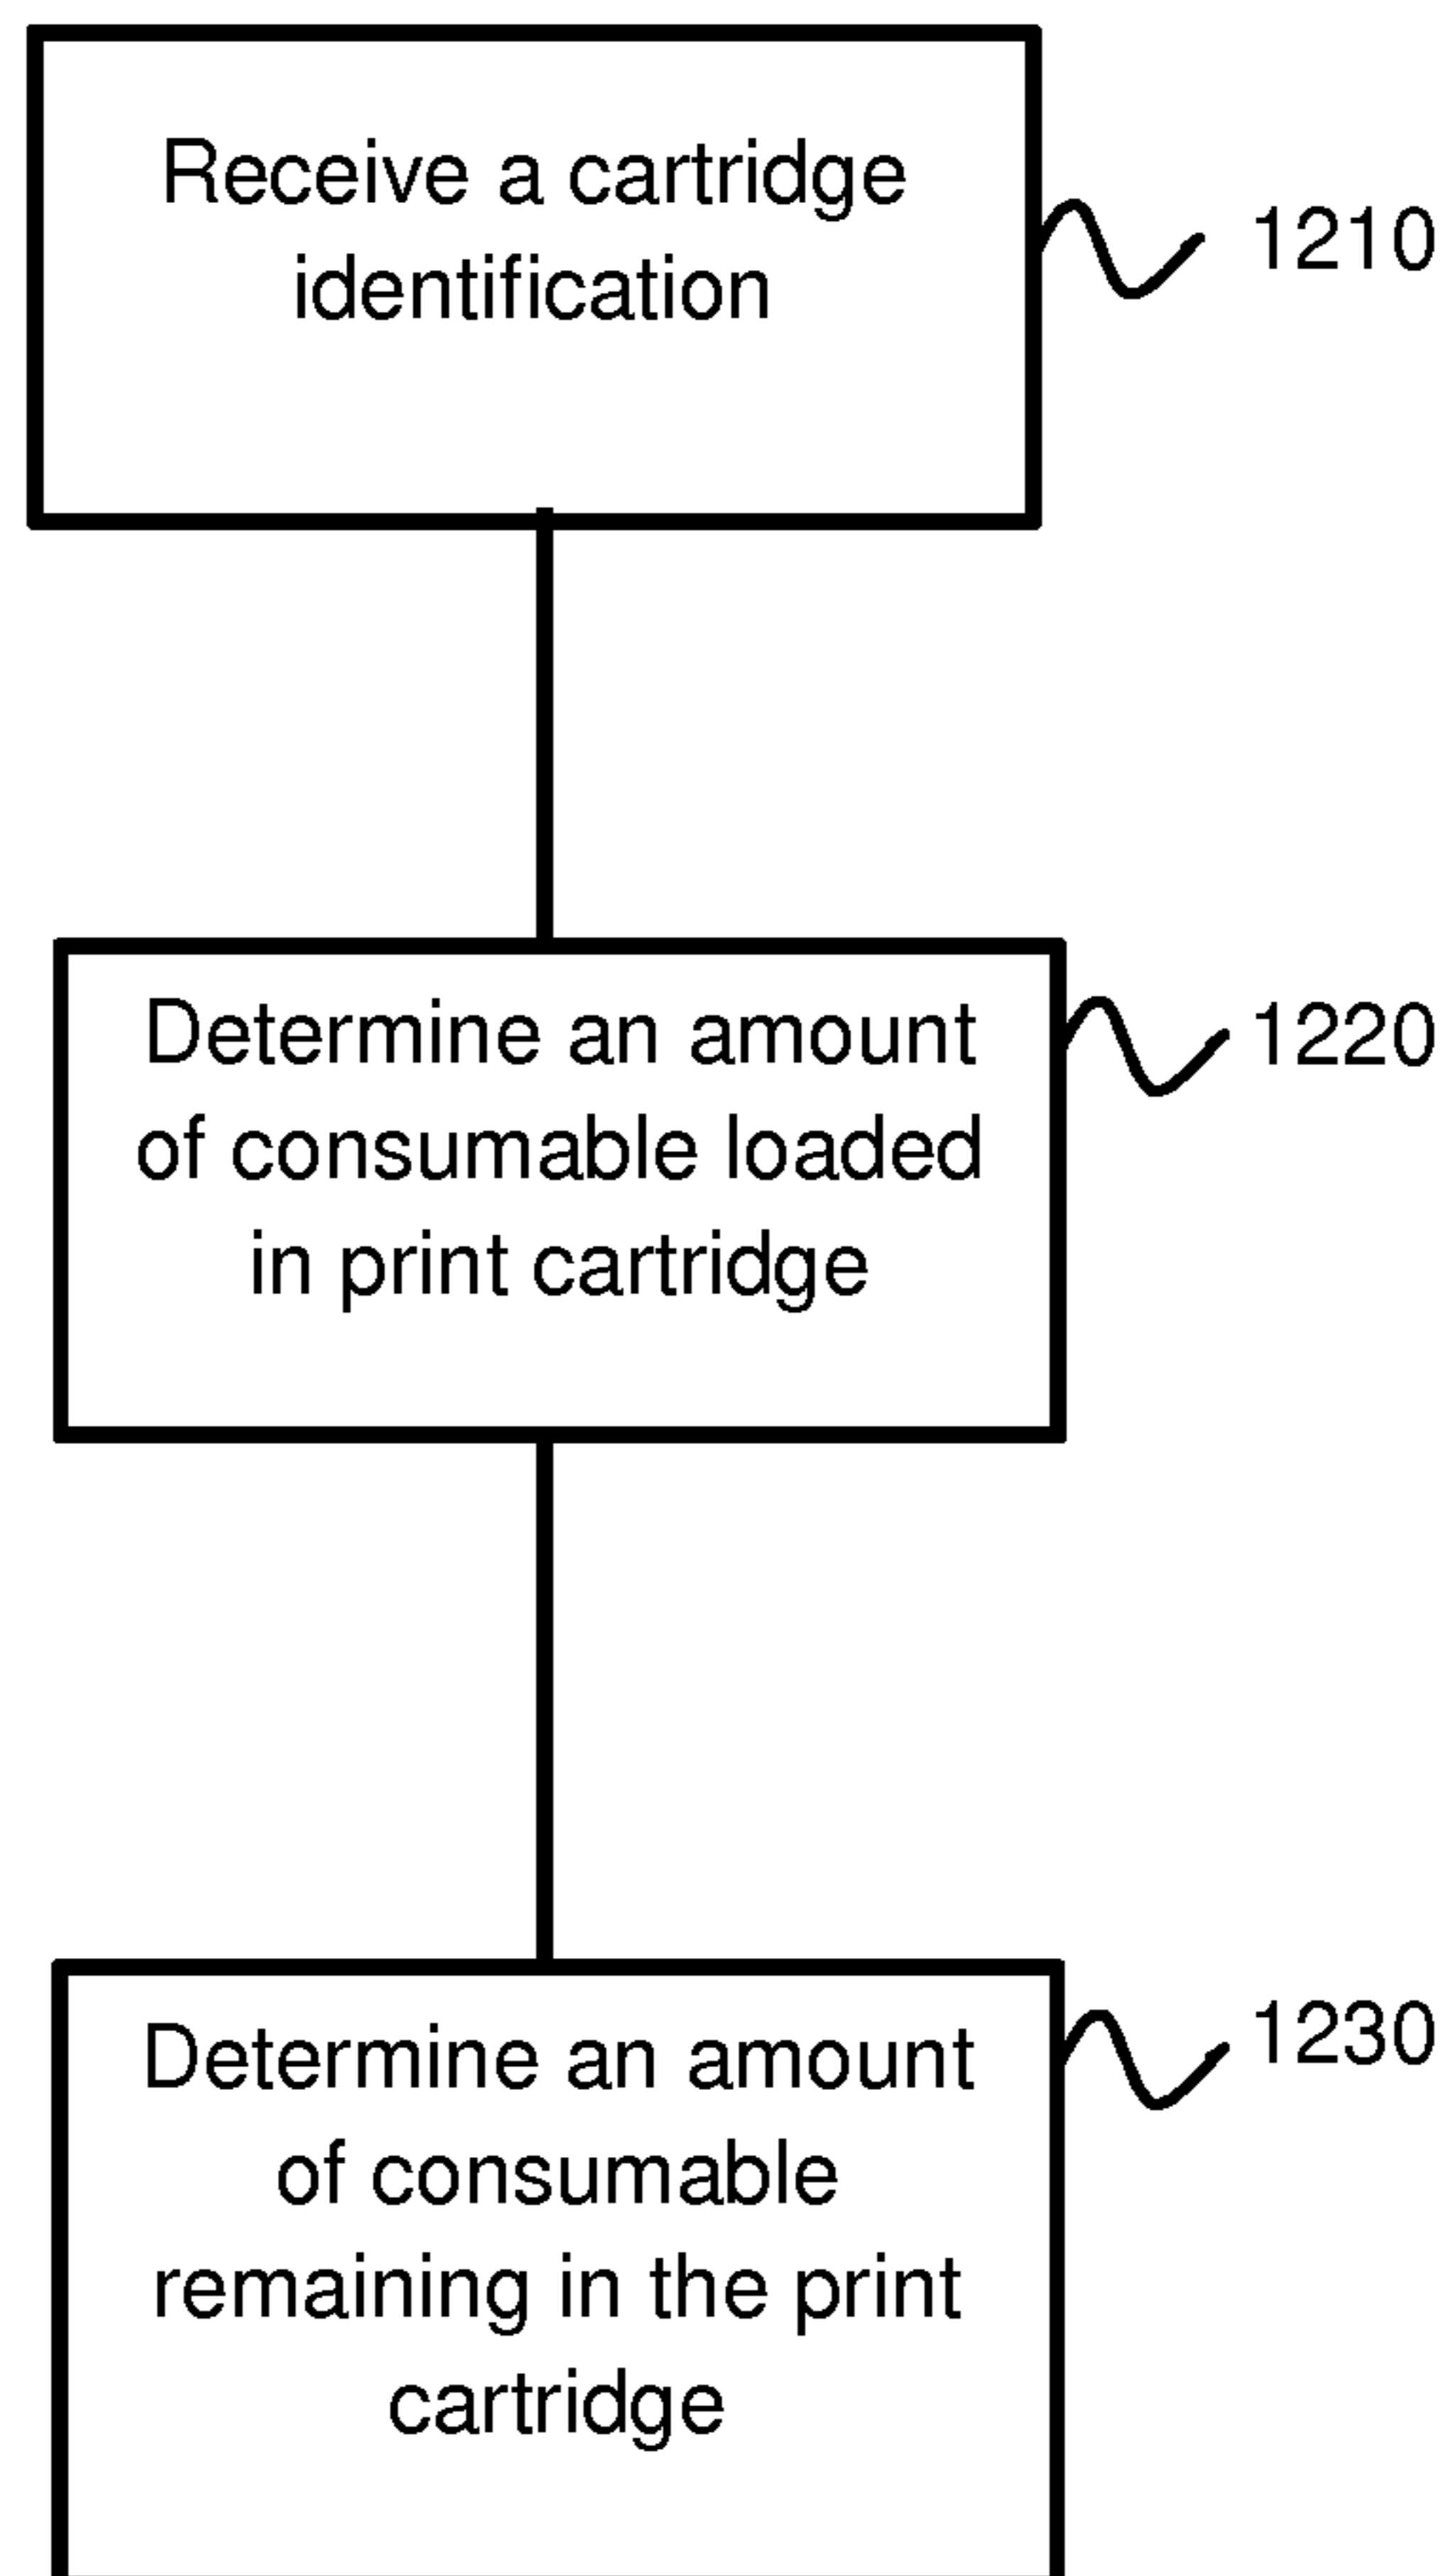 Receive a cartridge
identification
1210
Determine an amount
of consumable loaded
in print cartridge
1220
Determine an amount
of consumable
remaining in the print
cartridge
1230